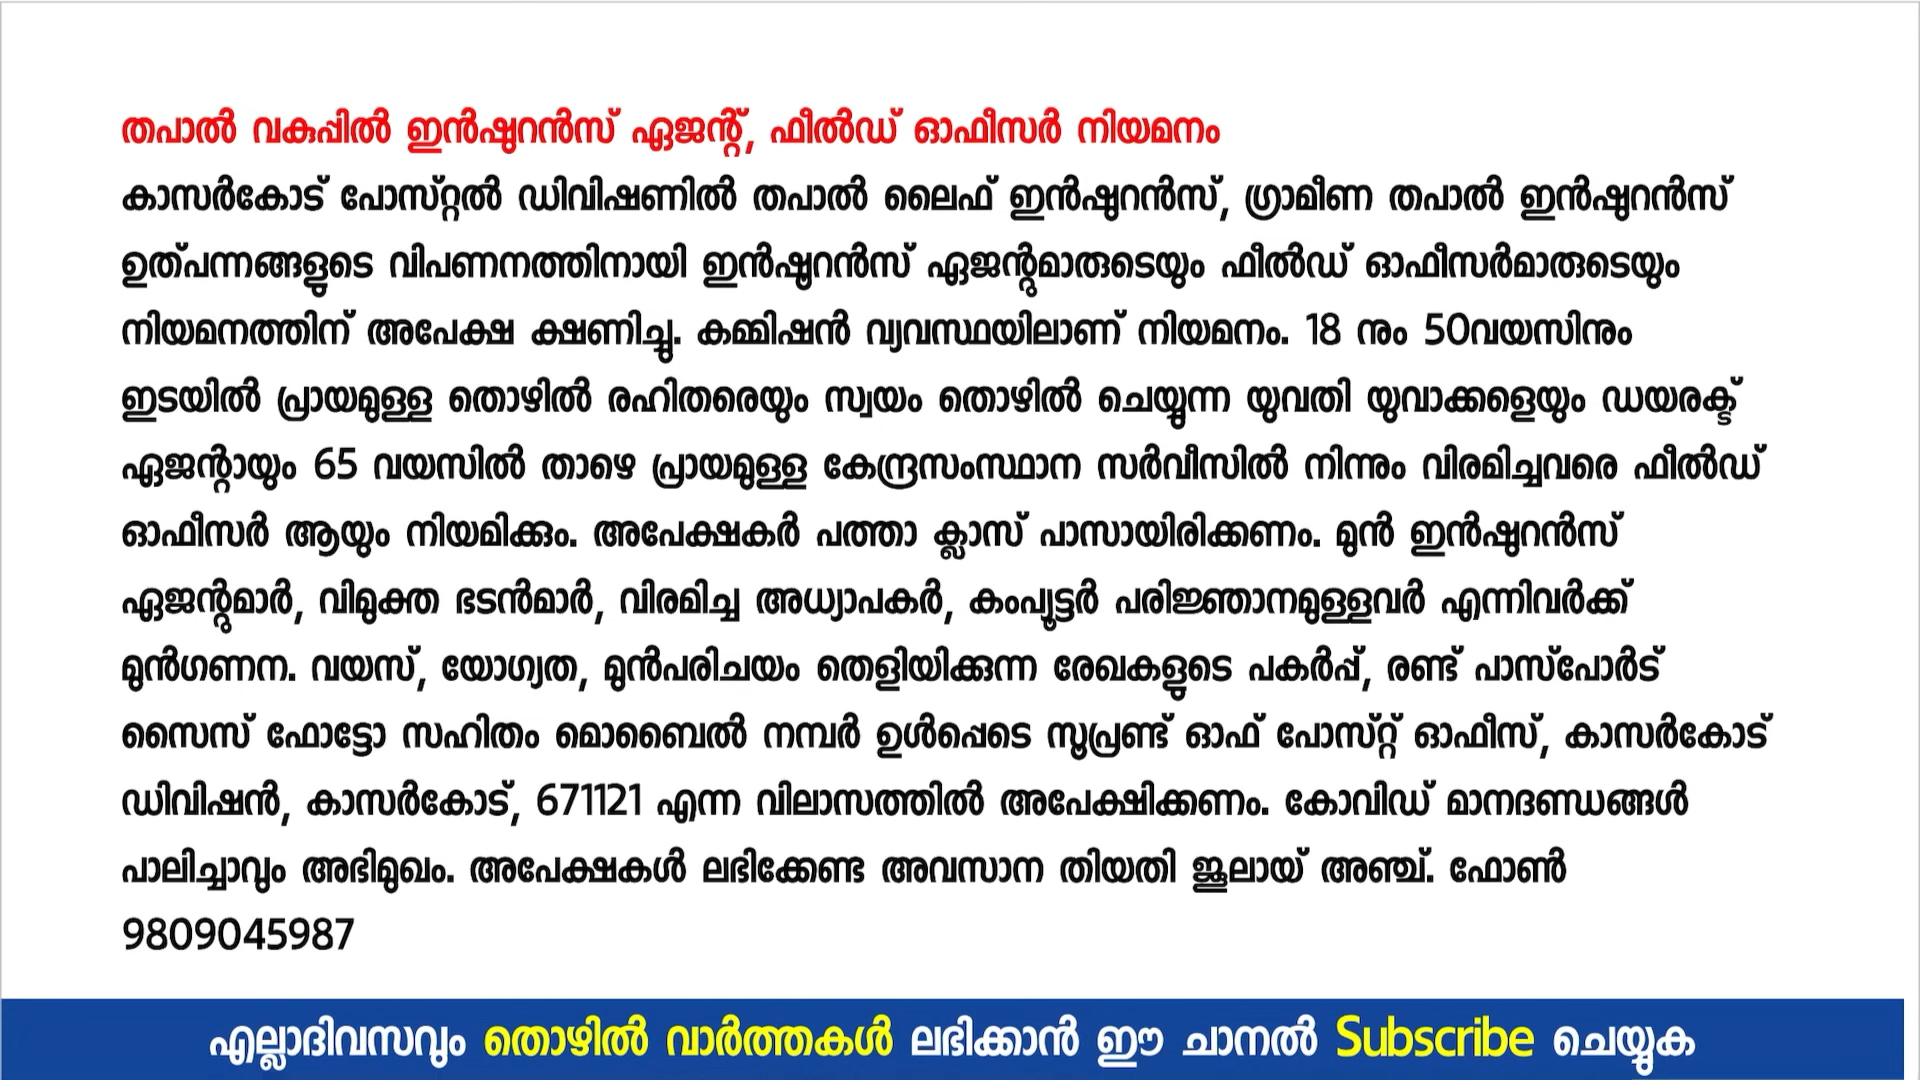 തപാൽ വകുപ്പിൽ ഇൻഷുറൻസ് ഏജന്റ്, ഫീൽഡ് ഓഫീസർ നിയമനം
കാസർകോട് പോസ്റ്റൽ ഡിവിഷണിൽ തപാൽ ലൈഫ് ഇൻഷുറൻസ്, ഗ്രാമീണ തപാൽ ഇൻഷുറൻസ്
ഉത്പന്നങ്ങളുടെ വിപണനത്തിനായി ഇൻഷൂറൻസ് ഏജന്റുമാരുടെയും ഫീൽഡ് ഓഫീസർമാരുടെയും
നിയമനത്തിന് അപേക്ഷ ക്ഷണിച്ചു. കമ്മിഷൻ വ്യവസ്ഥയിലാണ് നിയമനം. 18 നും 50വയസിനും
ഇടയിൽ പ്രായമുള്ള തൊഴിൽ രഹിതരെയും സ്വയം തൊഴിൽ ചെയ്യുന്ന യുവതി യുവാക്കളെയും ഡയരക്ട്
ഏജന്റായും 65 വയസിൽ താഴെ പ്രായമുള്ള കേന്ദ്രസംസ്ഥാന സർവീസിൽ നിന്നും വിരമിച്ചവരെ ഫീൽഡ്
ഓഫീസർ ആയും നിയമിക്കും. അപേക്ഷകർ പത്താ ക്ലാസ് പാസായിരിക്കണം. മുൻ ഇൻഷുറൻസ്
ഏജന്റുമാർ, വിമുക്ത ഭടൻമാർ, വിരമിച്ച അധ്യാപകർ, കംപ്യൂട്ടർ പരിജ്ഞാനമുള്ളവർ എന്നിവർക്ക്
മുൻഗണന. വയസ്, യോഗ്യത, മുൻപരിചയം തെളിയിക്കുന്ന രേഖകളുടെ പകർപ്പ്, രണ്ട് പാസ്പോർട്
സൈസ് ഫോട്ടോ സഹിതം മൊബൈൽ നമ്പർ ഉൾപ്പെടെ സൂപ്രണ്ട് ഓഫ് പോസ്റ്റ് ഓഫീസ്, കാസർകോട്
ഡിവിഷൻ, കാസർകോട്, 671121 എന്ന വിലാസത്തിൽ അപേക്ഷിക്കണം. കോവിഡ് മാനദണ്ഡങ്ങൾ
പാലിച്ചാവും അഭിമുഖം. അപേക്ഷകൾ ലഭിക്കേണ്ട അവസാന തിയതി ജൂലായ് അഞ്ച്. ഫോൺ
9809045987
എല്ലാദിവസവും തൊഴിൽ വാർത്തകൾ ലഭിക്കാൻ ഈ ചാനൽ Subscribe ചെയ്യുക